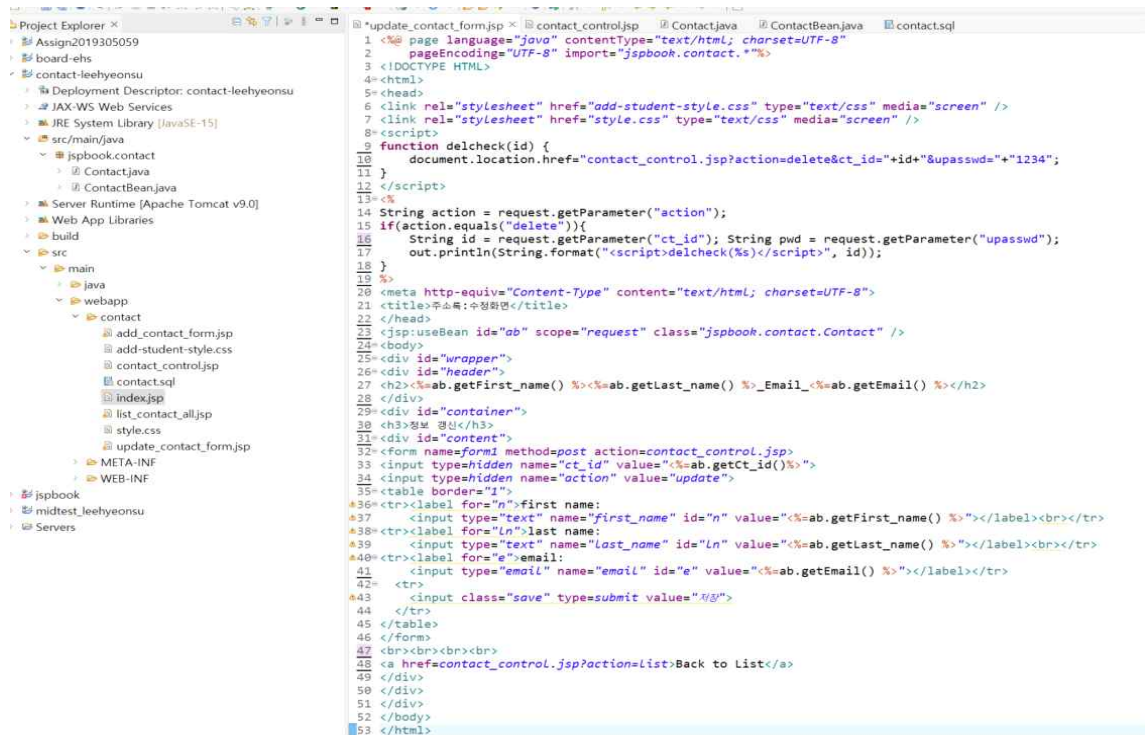 Project Explorer
Assign2019305059
board-ehs
contact-leehyeonsu
Deployment Descriptor: contact-leehyeonsu
JAX-WS Web Services
JRE System Library [JavaSE-15]
src/main/java
jspbook.contact
Contact.java
ContactBean.java
Server Runtime [Apache Tomcat v9.0]
Web App Libraries
build
src
main
java
webapp
contact
add_contact_form.jsp
add-student-style.css
contact_control.jsp
contact.sql
index.jsp
list_contact_all.jsp
style.css
update_contact_form.jsp
META-INF
WEB-INF
jspbook
midtest_leehyeonsu
Servers
*update_contact_form.jsp contact_control.jsp Contact.java ContactBean.java contact.sql
1 <%@ page language="java" contentType="text/html; charset=UTF-8"
2 pageEncoding="UTF-8" import="jspbook.contact.*"%>
3 <!DOCTYPE HTML>
4 <html>
5 <head>
6 <link rel="stylesheet" href="add-student-style.css" type="text/css" media="screen" />
7 <link rel="stylesheet" href="style.css" type="text/css" media="screen" />
8 <script>
9 function delcheck(id) {
10 document.location.href="contact_control.jsp?action=delete&ct_id="+id+"&upasswd="+"1234";
11 }
12 </script>
13 <%
14 String action = request.getParameter("action");
15 if(action.equals("delete")){
16 String id = request.getParameter("ct_id"); String pwd = request.getParameter("upasswd");
17 out.println(String.format("<script>delcheck(%s)</script>", id));
18 }
19 %>
20 <meta http-equiv="Content-Type" content="text/html; charset=UTF-8">
21 <title>주소록:수정화면</title>
22 </head>
23 <jsp:useBean id="ab" scope="request" class="jspbook.contact.Contact" />
24 <body>
25 <div id="wrapper">
26 <div id="header">
27 <h2><%=ab.getFirst_name() %><%=ab.getLast_name() %>_Email_<%=ab.getEmail() %></h2>
28 </div>
29 <div id="container">
30 <h3>정보 갱신</h3>
31 <div id="content">
32 <form name=form1 method=post action=contact_control.jsp>
33 <input type=hidden name="ct_id" value="<%=ab.getCt_id()%>">
34 <input type=hidden name="action" value="update">
35 <table border="1">
36 <tr><label for="n">first name:
37 <input type="text" name="first_name" id="n" value="<%=ab.getFirst_name() %>"></label><br></tr>
38 <tr><label for="ln">last name:
39 <input type="text" name="last_name" id="ln" value="<%=ab.getLast_name() %>"></label><br></tr>
40 <tr><label for="e">email:
41 <input type="email" name="email" id="e" value="<%=ab.getEmail() %>"></label></tr>
42 <tr>
43 <input class="save" type=submit value="저장">
44 </tr>
45 </table>
46 </form>
47 <br><br><br><br>
48 <a href=contact_control.jsp?action=list>Back to List</a>
49 </div>
50 </div>
51 </div>
52 </body>
53 </html>